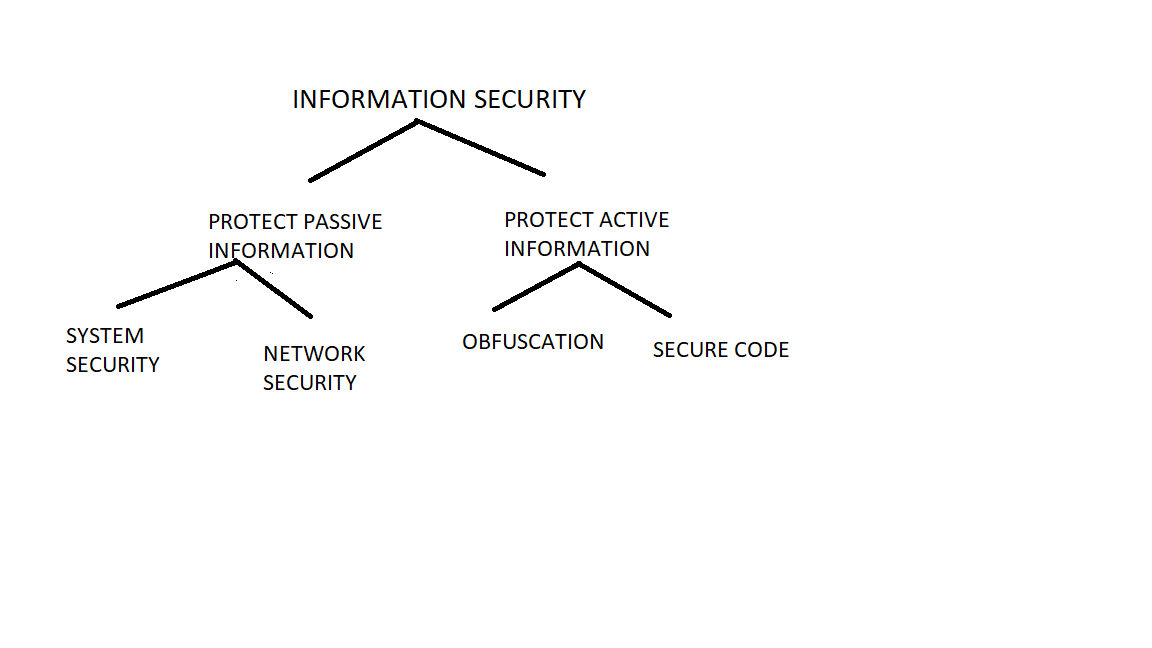 INFORMATION SECURITY
PROTECT PASSIVE
INFORMATION
PROTECT ACTIVE
INFORMATION
SYSTEM
SECURITY
NETWORK
SECURITY
OBFUSCATION
SECURE CODE